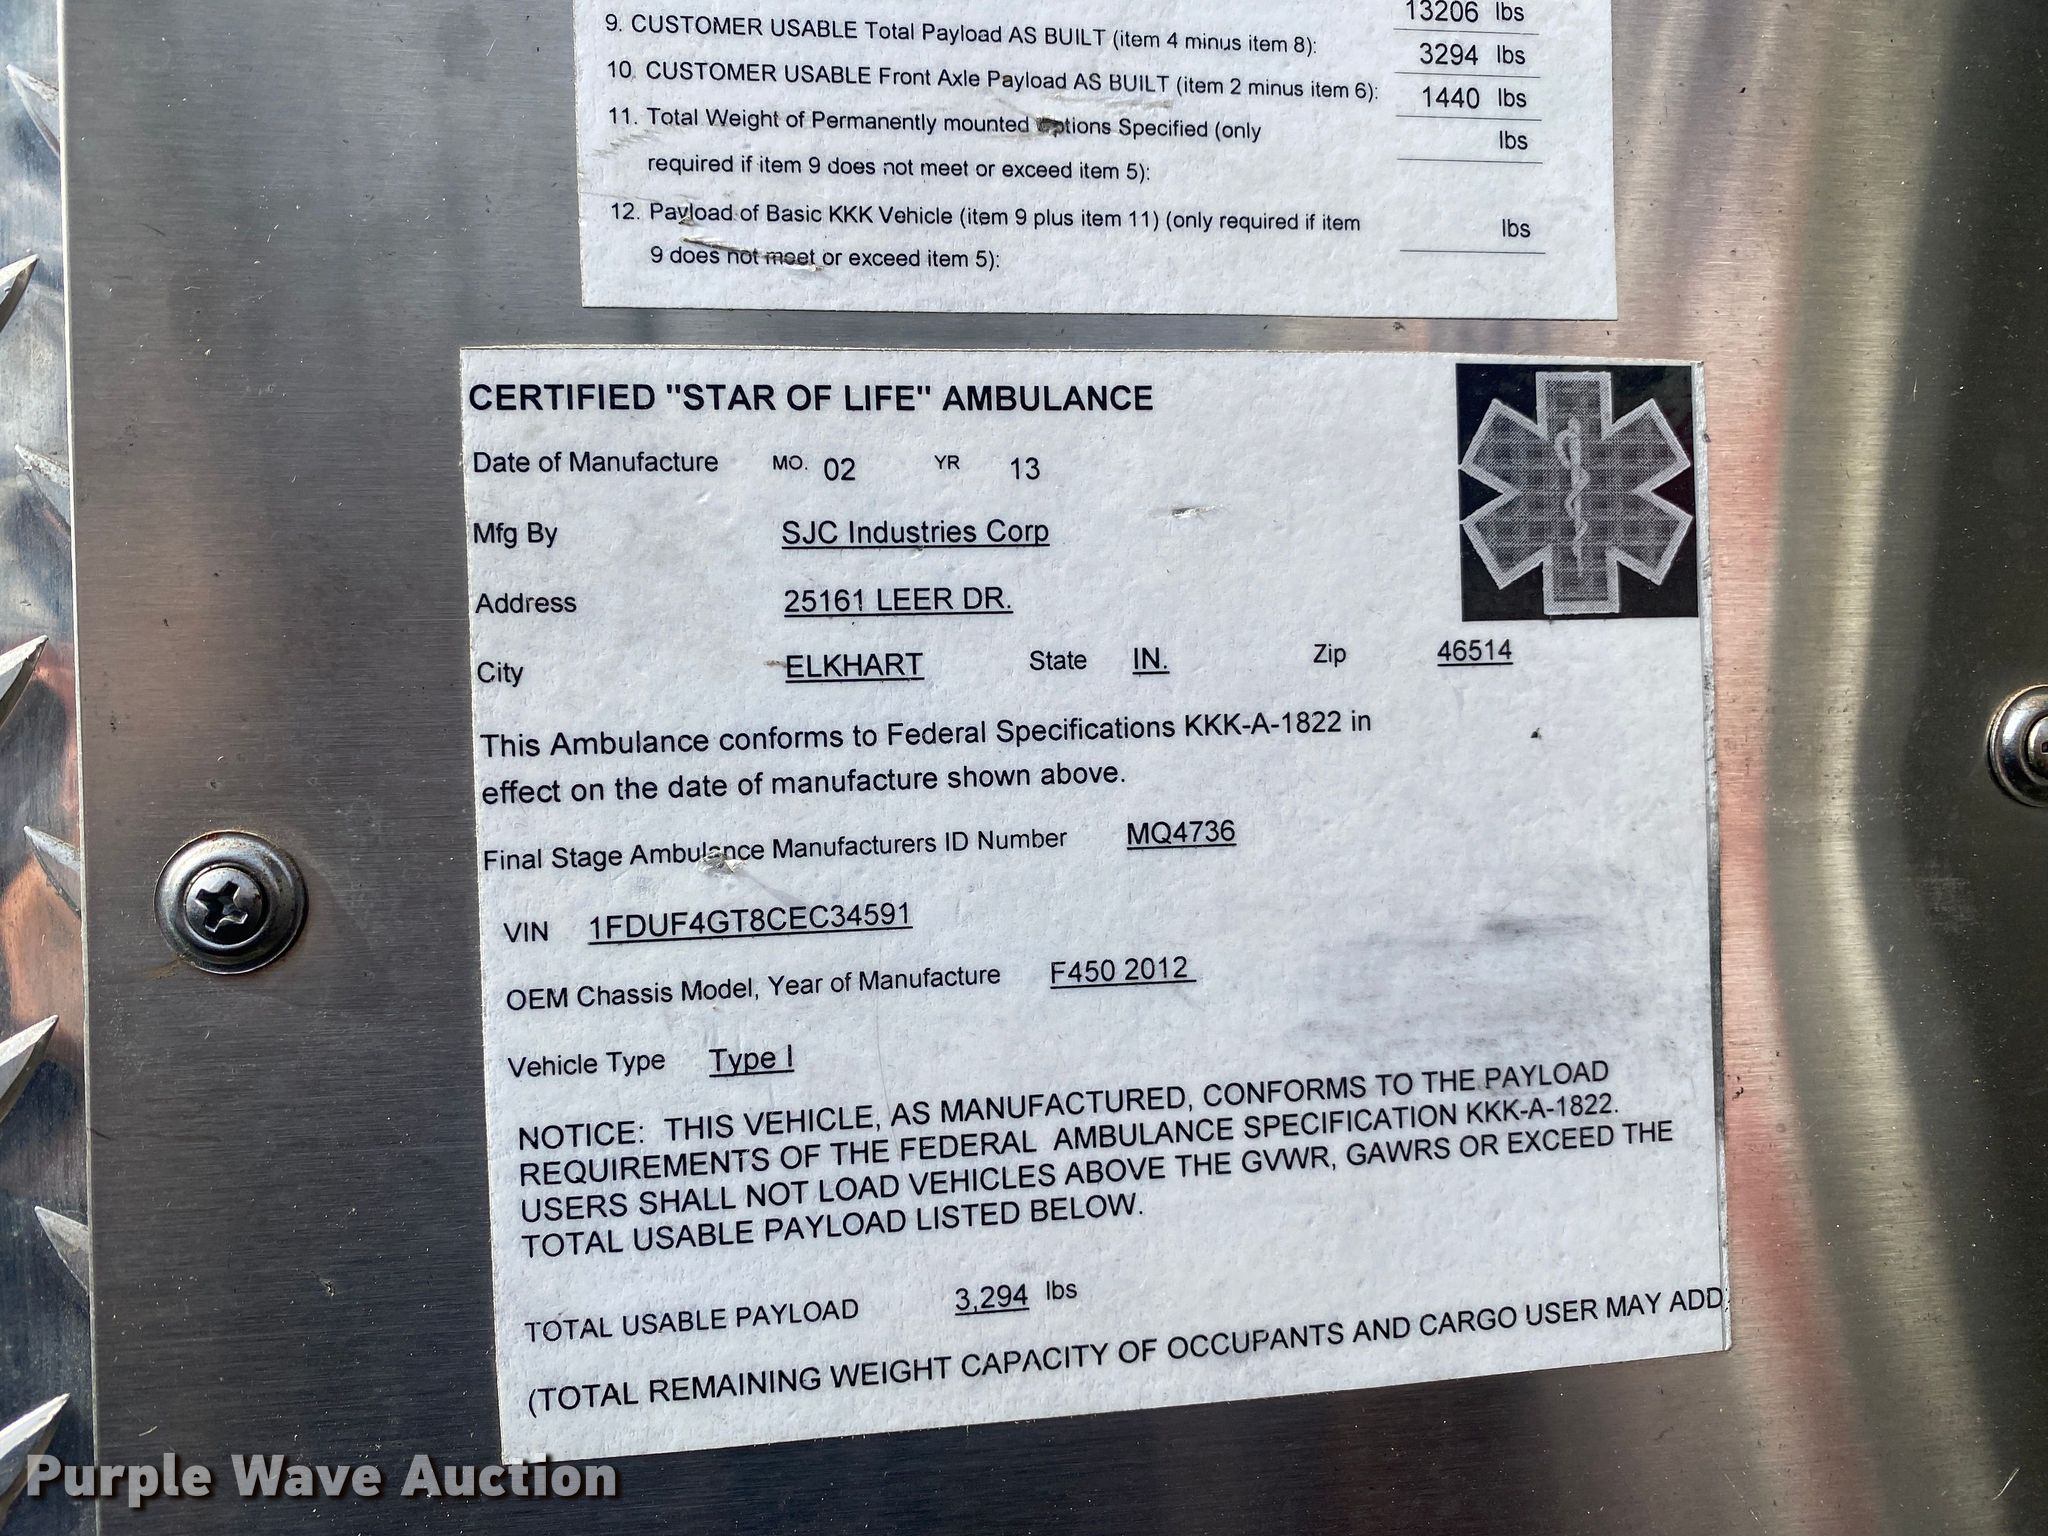 13206 lbs
9. CUSTOMER USABLE Total Payload AS BUILT (item 4 minus item 8): 3294 lbs
10. CUSTOMER USABLE Front Axle Payload AS BUILT (item 2 minus item 6): 1440 lbs
11. Total Weight of Permanently mounted Options Specified (only lbs
required if item 9 does not meet or exceed item 5):
12. Payload of Basic KKK Vehicle (item 9 plus item 11) (only required if item lbs
9 does not meet or exceed item 5):
CERTIFIED "STAR OF LIFE" AMBULANCE
Date of Manufacture MO. 02 YR 13
Mfg By SJC Industries Corp
Address 25161 LEER DR.
City ELKHART State IN. Zip 46514
This Ambulance conforms to Federal Specifications KKK-A-1822 in
effect on the date of manufacture shown above.
Final Stage Ambulance Manufacturers ID Number MQ4736
VIN 1FDUF4GT8CEC34591
OEM Chassis Model, Year of Manufacture F450 2012
Vehicle Type Type I
NOTICE: THIS VEHICLE, AS MANUFACTURED, CONFORMS TO THE PAYLOAD
REQUIREMENTS OF THE FEDERAL AMBULANCE SPECIFICATION KKK-A-1822.
USERS SHALL NOT LOAD VEHICLES ABOVE THE GVWR, GAWRS OR EXCEED THE
TOTAL USABLE PAYLOAD LISTED BELOW.
TOTAL USABLE PAYLOAD 3,294 lbs
(TOTAL REMAINING WEIGHT CAPACITY OF OCCUPANTS AND CARGO USER MAY ADD
Purple Wave Auction